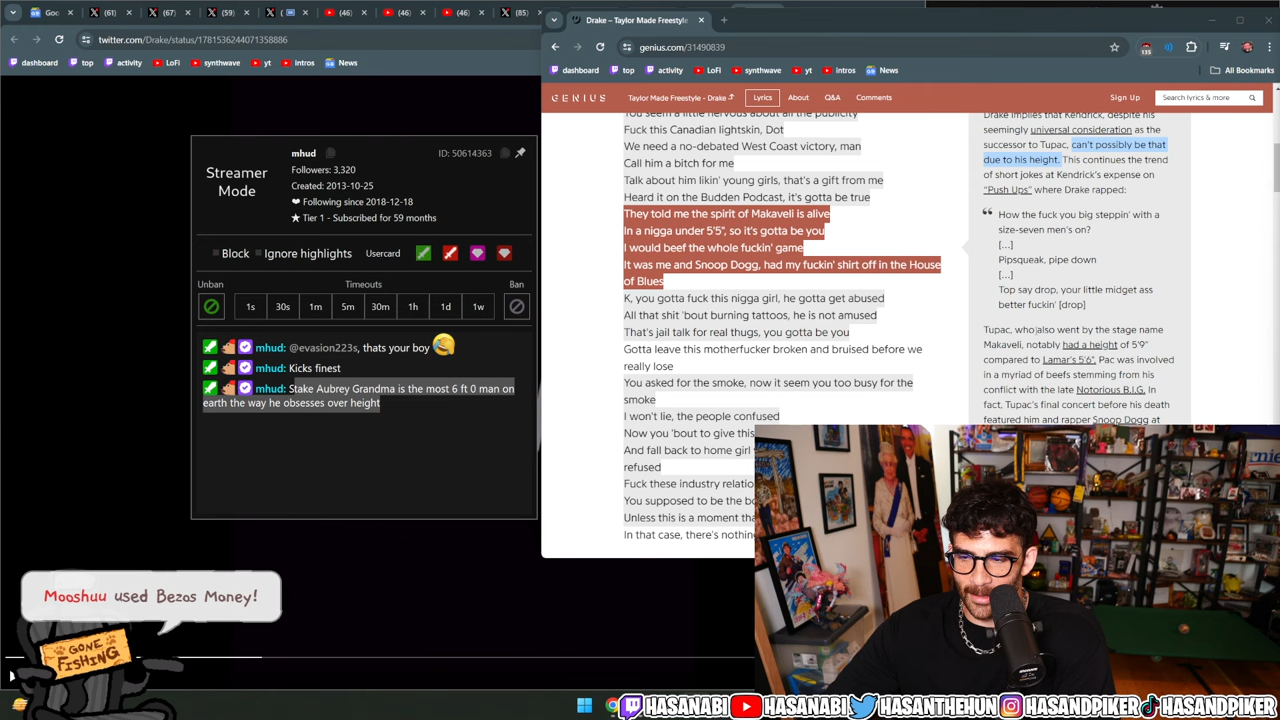 Goo
(61)
(67)
(59)
(
(46)
(46)
(46)
(85)
twitter.com/Drake/status/1781536244071358886
dashboard
top
activity
LoFi
synthwave
yt
intros
News
Drake – Taylor Made Freestyle
genius.com/31490839
135
dashboard
top
activity
LoFi
synthwave
yt
intros
News
All Bookmarks
GENIUS
Taylor Made Freestyle - Drake
Lyrics
About
Q&A
Comments
Sign Up
Search lyrics & more
You seem a little nervous about all the publicity
Fuck this Canadian lightskin, Dot
We need a no-debated West Coast victory, man
Call him a bitch for me
Talk about him likin' young girls, that's a gift from me
Heard it on the Budden Podcast, it's gotta be true
They told me the spirit of Makaveli is alive
In a nigga under 5'5", so it's gotta be you
I would beef the whole fuckin' game
It was me and Snoop Dogg, had my fuckin' shirt off in the House
of Blues
K, you gotta fuck this nigga girl, he gotta get abused
All that shit 'bout burning tattoos, he is not amused
That's jail talk for real thugs, you gotta be you
Gotta leave this motherfucker broken and bruised before we
really lose
You asked for the smoke, now it seem you too busy for the
smoke
I won't lie, the people confused
Now you 'bout to give this
And fall back to home girl
refused
Fuck these industry relatio
You supposed to be the bo
Unless this is a moment tha
In that case, there's nothin
Drake implies that Kendrick, despite his
seemingly universal consideration as the
successor to Tupac, can't possibly be that
due to his height. This continues the trend
of short jokes at Kendrick's expense on
"Push Ups" where Drake rapped:
How the fuck you big steppin' with a
size-seven men's on?
[…]
Pipsqueak, pipe down
[…]
Top say drop, your little midget ass
better fuckin' [drop]
Tupac, who also went by the stage name
Makaveli, notably had a height of 5'9"
compared to Lamar's 5'6". Pac was involved
in a myriad of beefs stemming from his
conflict with the late Notorious B.I.G. In
fact, Tupac's final concert before his death
featured him and rapper Snoop Dogg at
Streamer
Mode
mhud
ID: 50614363
Followers: 3,320
Created: 2013-10-25
Following since 2018-12-18
Tier 1 - Subscribed for 59 months
Block
Ignore highlights
Usercard
Unban
Timeouts
Ban
1s
30s
1m
5m
30m
1h
1d
1w
mhud: @evasion223s, thats your boy
mhud: Kicks finest
mhud: Stake Aubrey Grandma is the most 6 ft 0 man on
earth the way he obsesses over height
Mooshuu used Bezos Money!
GONE
FISHING
HASANABI
HASANABI
HASANTHEHUN
HASANDPIKER
HASANDPIKER